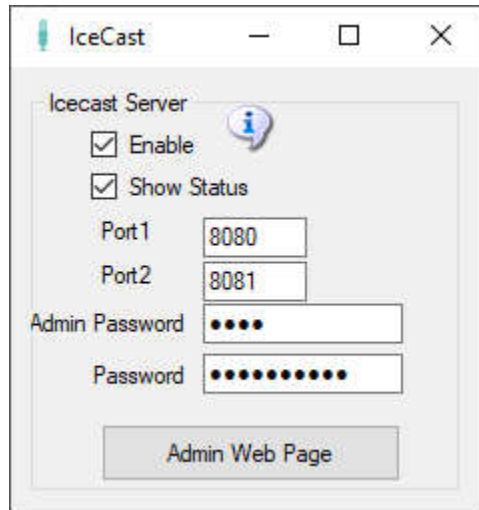 IceCast
Icecast Server
Enable
Show Status
Port1 8080
Port2 8081
Admin Password ••••
Password ••••••••••
Admin Web Page